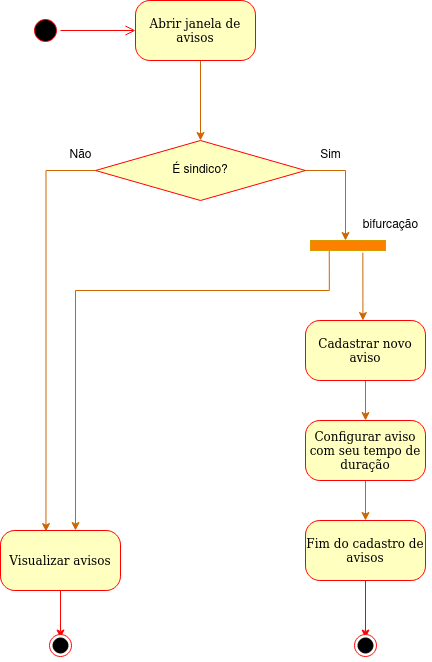 Abrir janela de
avisos
Não
É sindico?
Sim
bifurcação
Cadastrar novo
aviso
Configurar aviso
com seu tempo de
duração
Fim do cadastro de
avisos
Visualizar avisos